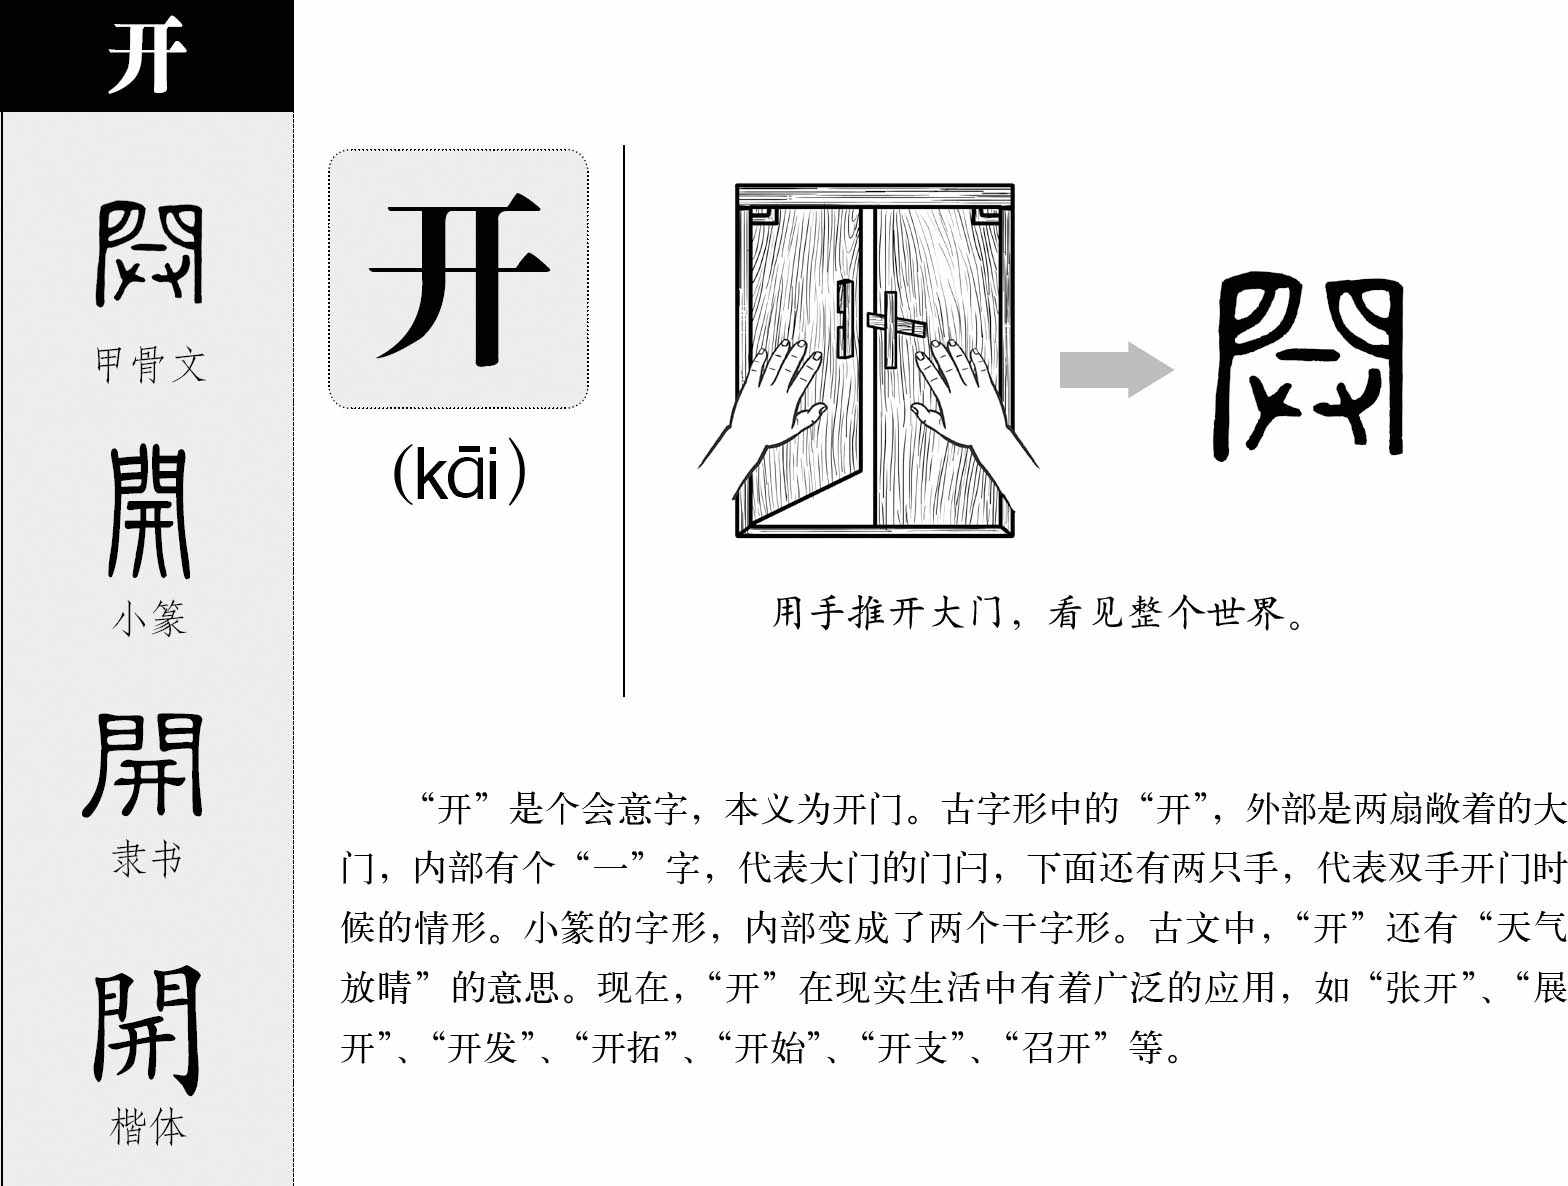 开
開
甲骨文
開
小篆
開
隶书
開
楷体
开
(kāi)
用手推开大门，看见整个世界。
“开”是个会意字，本义为开门。古字形中的“开”，外部是两扇敞着的大
门，内部有个“一”字，代表大门的门闩，下面还有两只手，代表双手开门时
候的情形。小篆的字形，内部变成了两个干字形。古文中，“开”还有“天气
放晴”的意思。现在，“开”在现实生活中有着广泛的应用，如“张开”、“展
开”、“开发”、“开拓”、“开始”、“开支”、“召开”等。